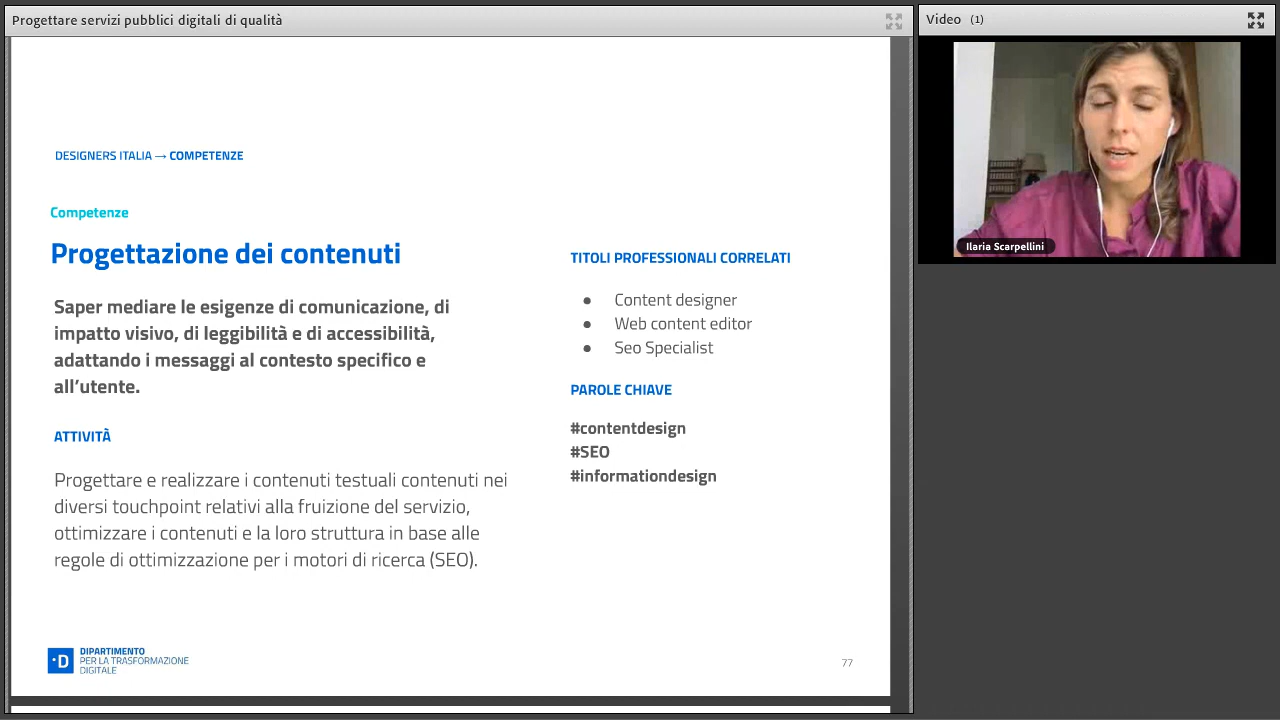 Progettare servizi pubblici digitali di qualità
Video (1)
Ilaria Scarpellini
DESIGNERS ITALIA → COMPETENZE
Competenze
Progettazione dei contenuti
Saper mediare le esigenze di comunicazione, di
impatto visivo, di leggibilità e di accessibilità,
adattando i messaggi al contesto specifico e
all’utente.
ATTIVITÀ
Progettare e realizzare i contenuti testuali contenuti nei
diversi touchpoint relativi alla fruizione del servizio,
ottimizzare i contenuti e la loro struttura in base alle
regole di ottimizzazione per i motori di ricerca (SEO).
TITOLI PROFESSIONALI CORRELATI
● Content designer
● Web content editor
● Seo Specialist
PAROLE CHIAVE
#contentdesign
#SEO
#informationdesign
·D
DIPARTIMENTO
PER LA TRASFORMAZIONE
DIGITALE
77